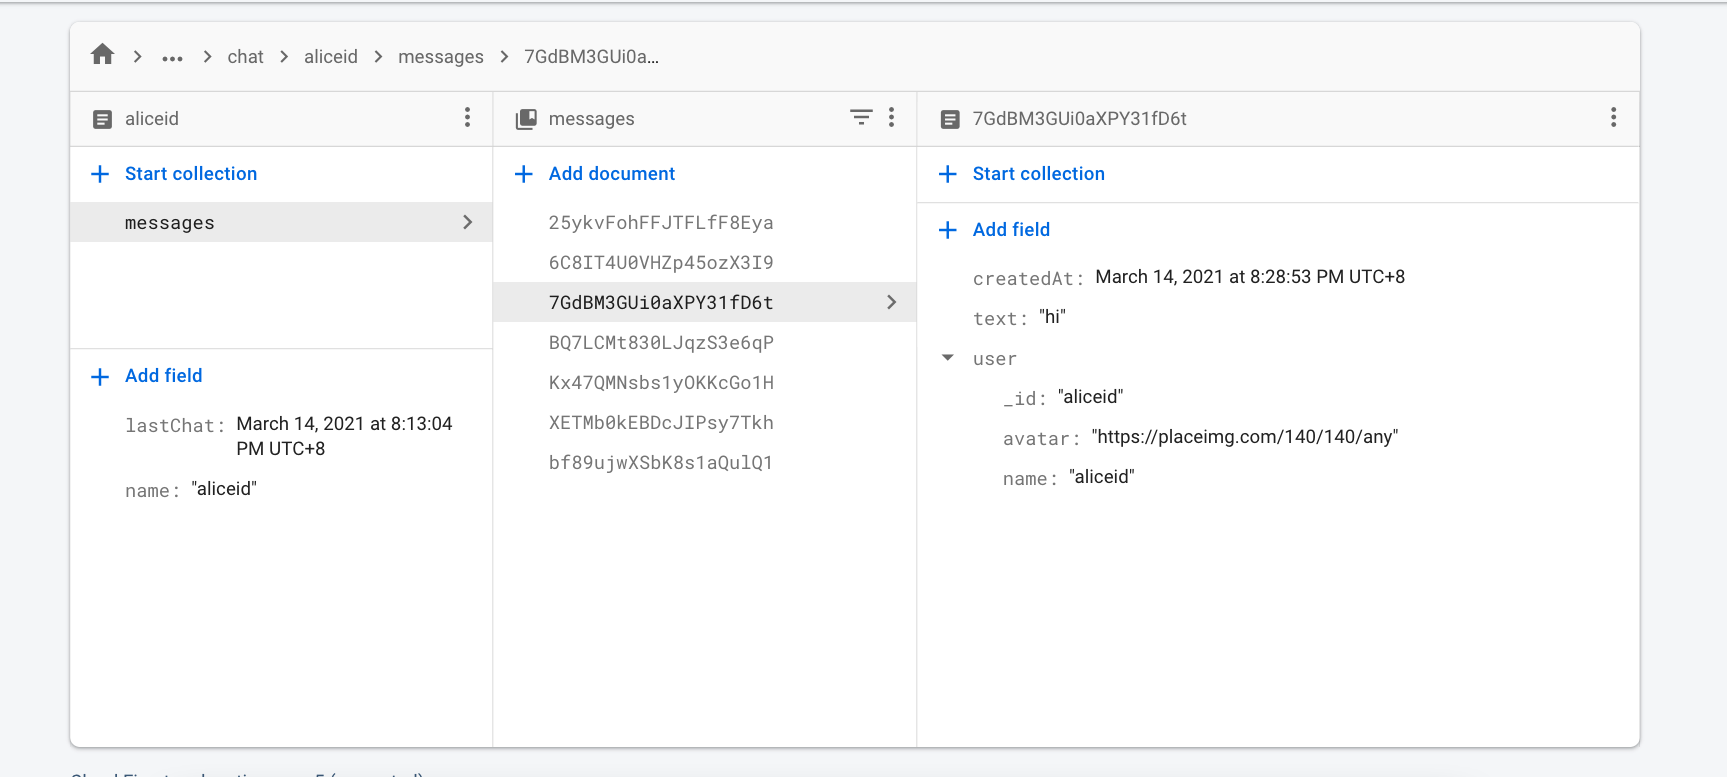 ... chat aliceid messages 7GdBM3GUi0a...
aliceid
Start collection
messages
Add field
lastChat: March 14, 2021 at 8:13:04
PM UTC+8
name: "aliceid"
messages
Add document
25ykvFohFFJTFLfF8Eya
6C8IT4U0VHZp45ozX3I9
7GdBM3GUi0aXPY31fD6t
BQ7LCMt830LJqzS3e6qP
Kx47QMNsbs1yOKKcGo1H
XETMb0kEBDcJIPsy7Tkh
bf89ujwXSbK8s1aQulQ1
7GdBM3GUi0aXPY31fD6t
Start collection
Add field
createdAt: March 14, 2021 at 8:28:53 PM UTC+8
text: "hi"
user
_id: "aliceid"
avatar: "https://placeimg.com/140/140/any"
name: "aliceid"